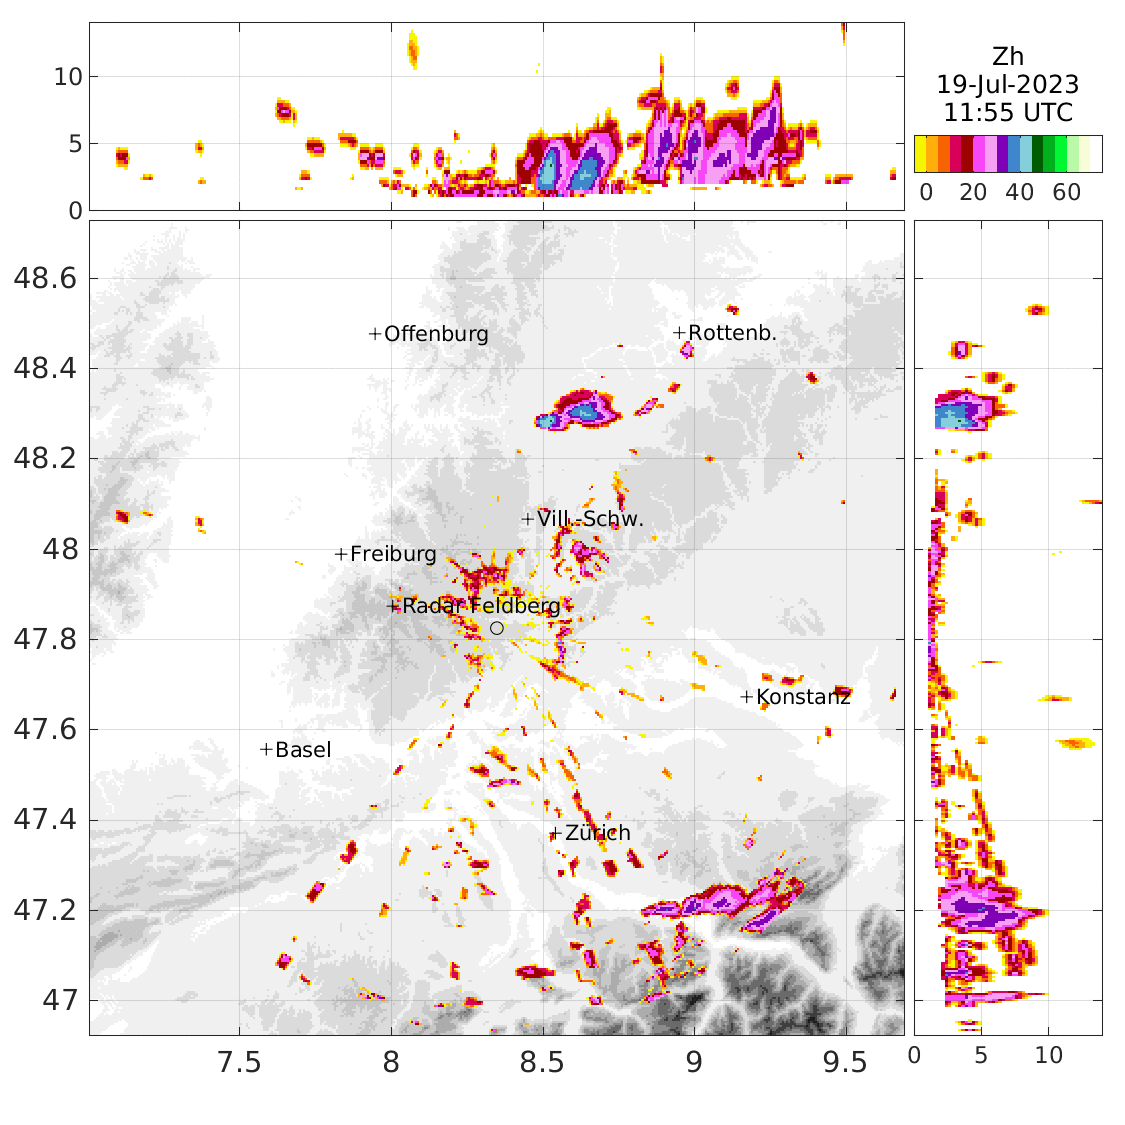 10
5
0
Zh
19-Jul-2023
11:55 UTC
0 20 40 60
48.6
48.4
48.2
48
47.8
47.6
47.4
47.2
47
Offenburg
Rottenb.
Vill.-Schw.
Freiburg
Radar Feldberg
Konstanz
Basel
Zürich
7.5 8 8.5 9 9.5
0 5 10